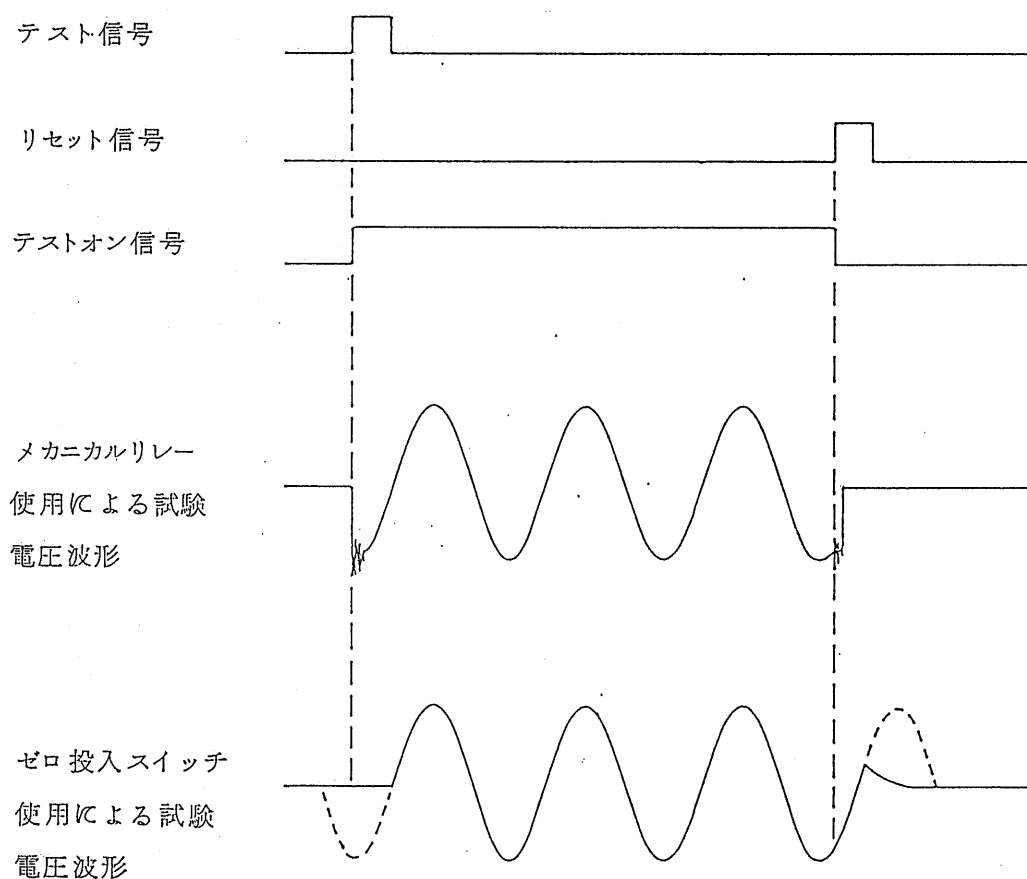 テスト信号
リセット信号
テストオン信号
メカニカルリレー
使用による試験
電圧波形
ゼロ投入スイッチ
使用による試験
電圧波形